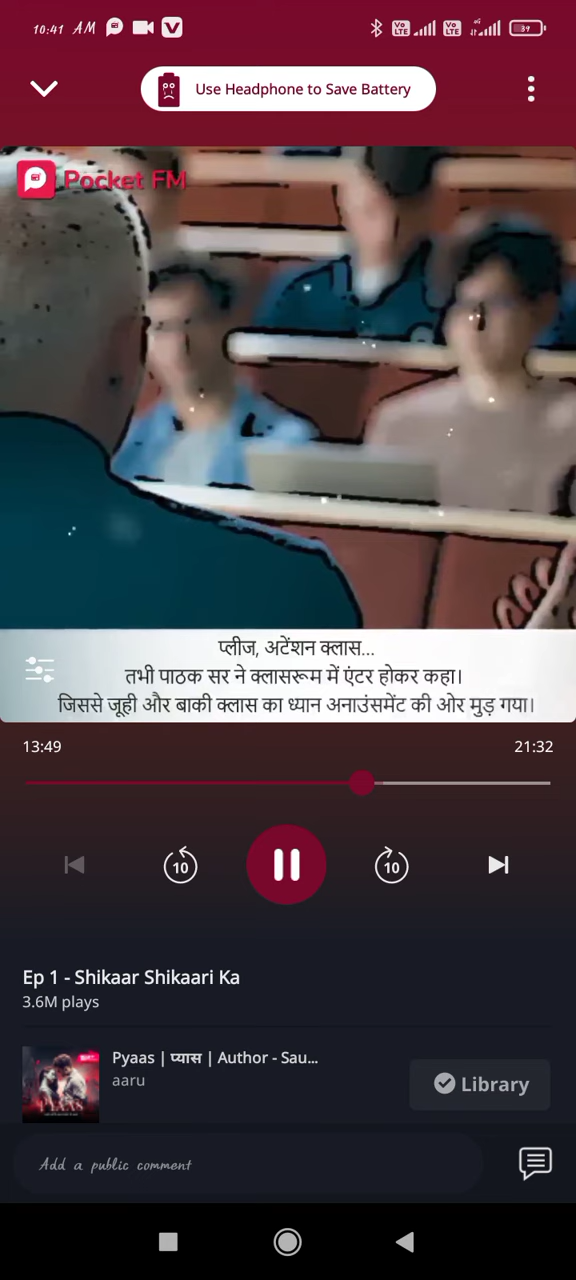 10:41 AM
39
Use Headphone to Save Battery
Pocket FM
प्लीज, अटेंशन क्लास...
तभी पाठक सर ने क्लासरूम में एंटर होकर कहा।
जिससे जूही और बाकी क्लास का ध्यान अनाउंसमेंट की ओर मुड़ गया।
13:49
21:32
10
10
Ep 1 - Shikaar Shikaari Ka
3.6M plays
Pyaas | प्यास | Author - Sau...
aaru
Library
Add a public comment